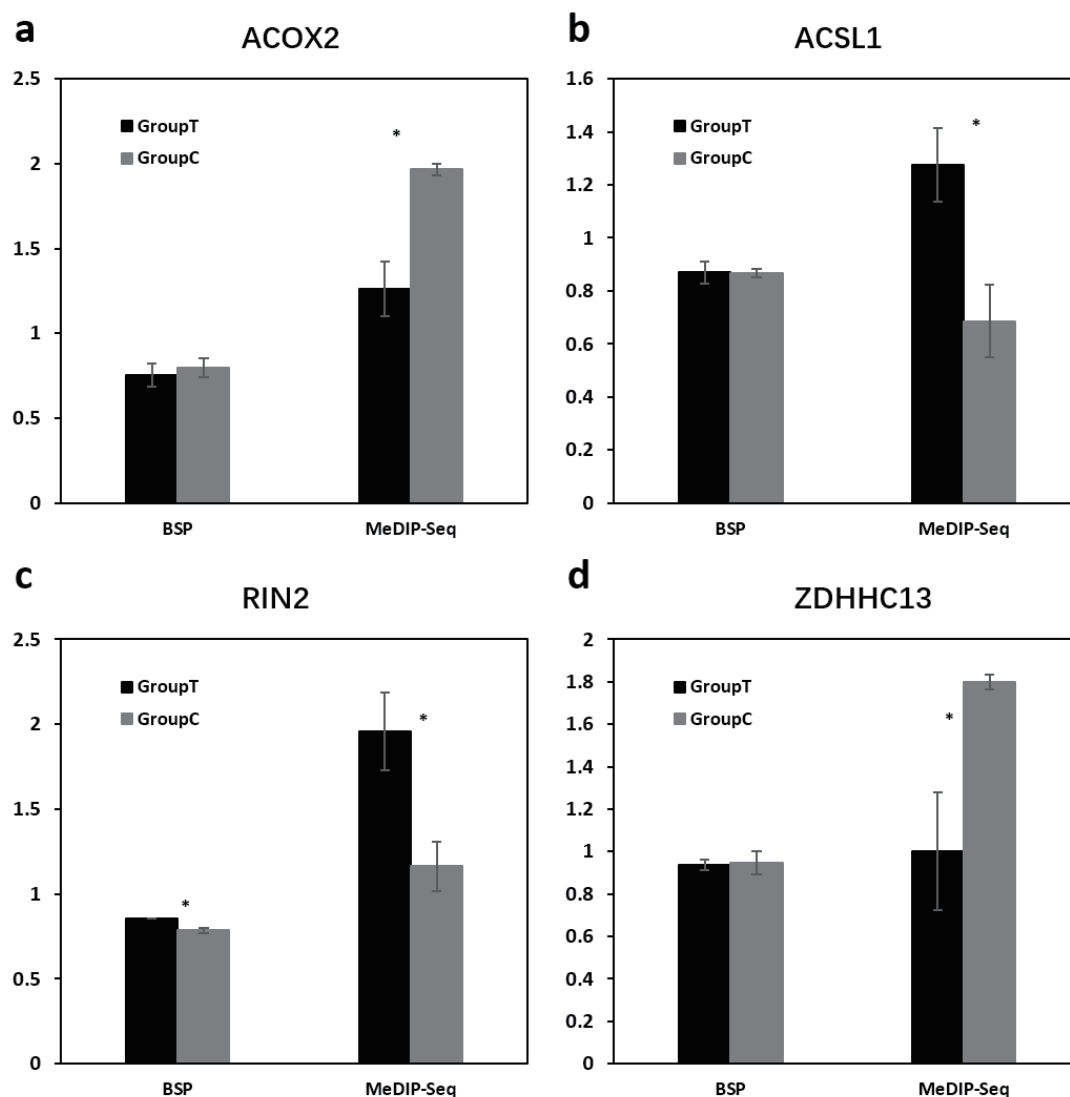 a
ACOX2
2.5
2
1.5
1
0.5
0
GroupT
GroupC
*
BSP MeDIP-Seq
b
ACSL1
1.6
1.4
1.2
1
0.8
0.6
0.4
0.2
0
GroupT
GroupC
*
BSP MeDIP-Seq
c
RIN2
2.5
2
1.5
1
0.5
0
GroupT
GroupC
*
*
BSP MeDIP-Seq
d
ZDHHC13
2
1.8
1.6
1.4
1.2
1
0.8
0.6
0.4
0.2
0
GroupT
GroupC
*
BSP MeDIP-Seq